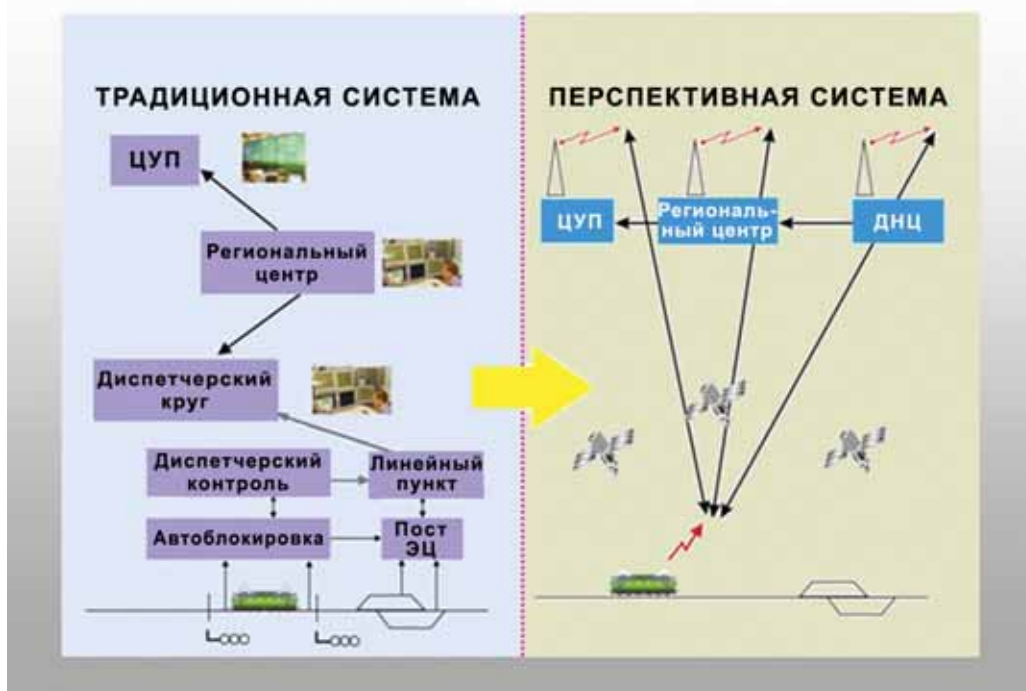 ТРАДИЦИОННАЯ СИСТЕМА
ЦУП
Региональный
центр
Диспетчерский
круг
Диспетчерский
контроль
Линейный
пункт
Автоблокировка
Пост
ЭЦ
ПЕРСПЕКТИВНАЯ СИСТЕМА
ЦУП
Региональ-
ный центр
ДНЦ